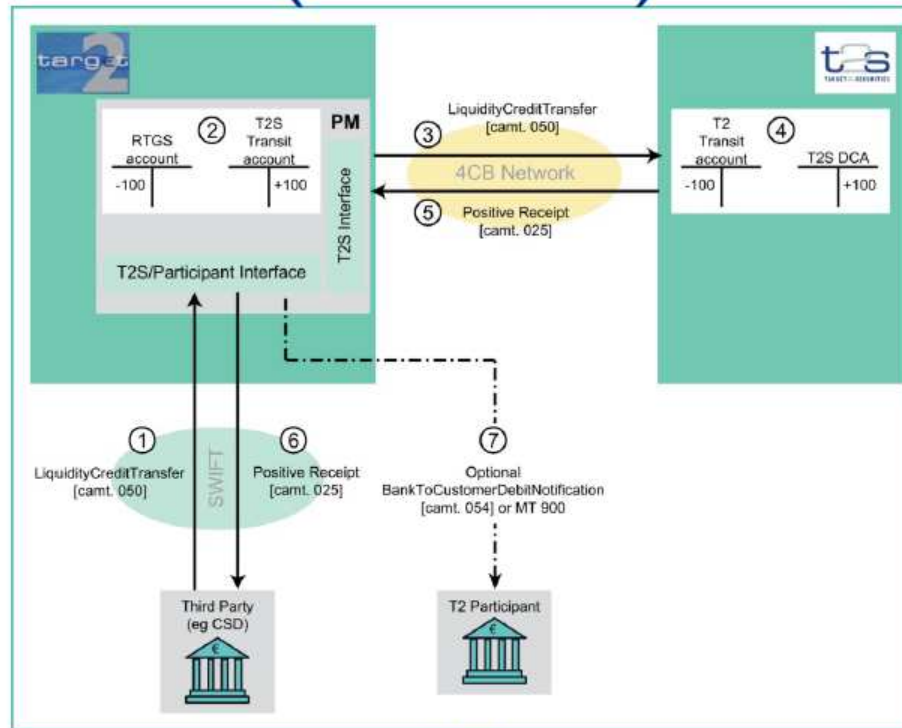 target
2
t2s
TARGET2-SECURITIES
②
RTGS
account
-100
T2S
Transit
account
+100
PM
T2S Interface
T2S/Participant Interface
LiquidityCreditTransfer
[camt. 050]
③
4CB Network
⑤
Positive Receipt
[camt. 025]
T2
Transit
account
-100
④
T2S DCA
+100
①
LiquidityCreditTransfer
[camt. 050]
SWIFT
⑥
Positive Receipt
[camt. 025]
⑦
Optional
BankToCustomerDebitNotification
[camt. 054] or MT 900
Third Party
(eg CSD)
€
T2 Participant
€